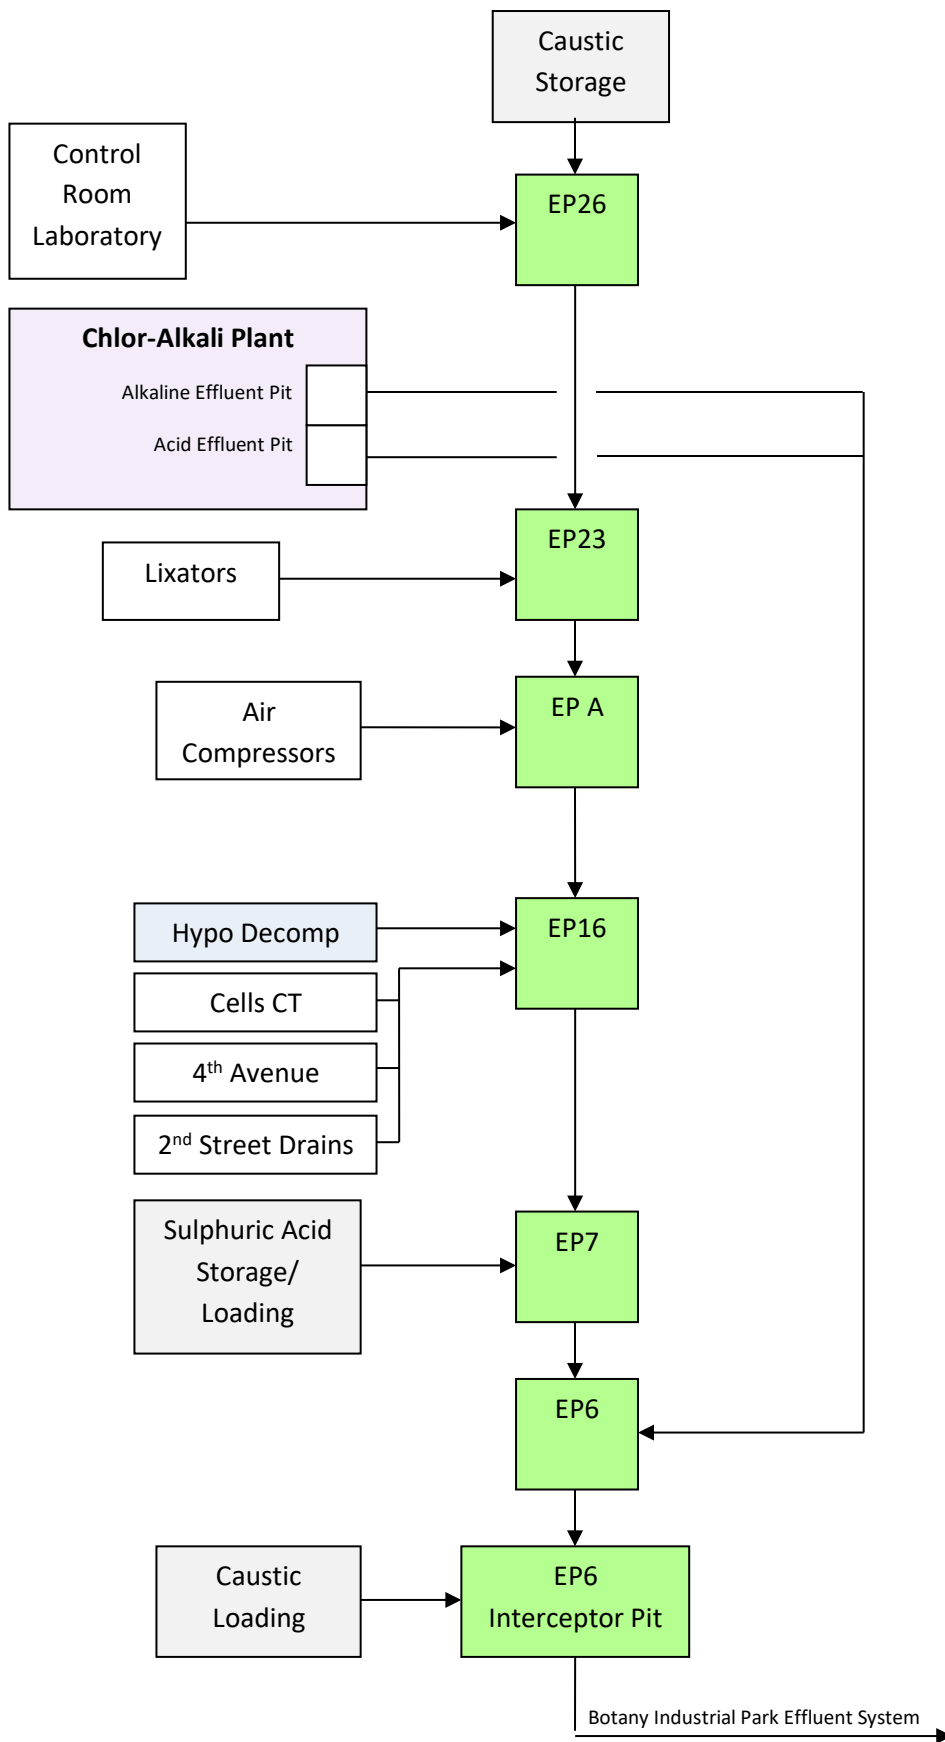 Caustic
Storage
Control
Room
Laboratory
EP26
Chlor-Alkali Plant
Alkaline Effluent Pit
Acid Effluent Pit
EP23
Lixators
EP A
Air
Compressors
EP16
Hypo Decomp
Cells CT
4th Avenue
2nd Street Drains
Sulphuric Acid
Storage/
Loading
EP7
EP6
Caustic
Loading
EP6
Interceptor Pit
Botany Industrial Park Effluent System